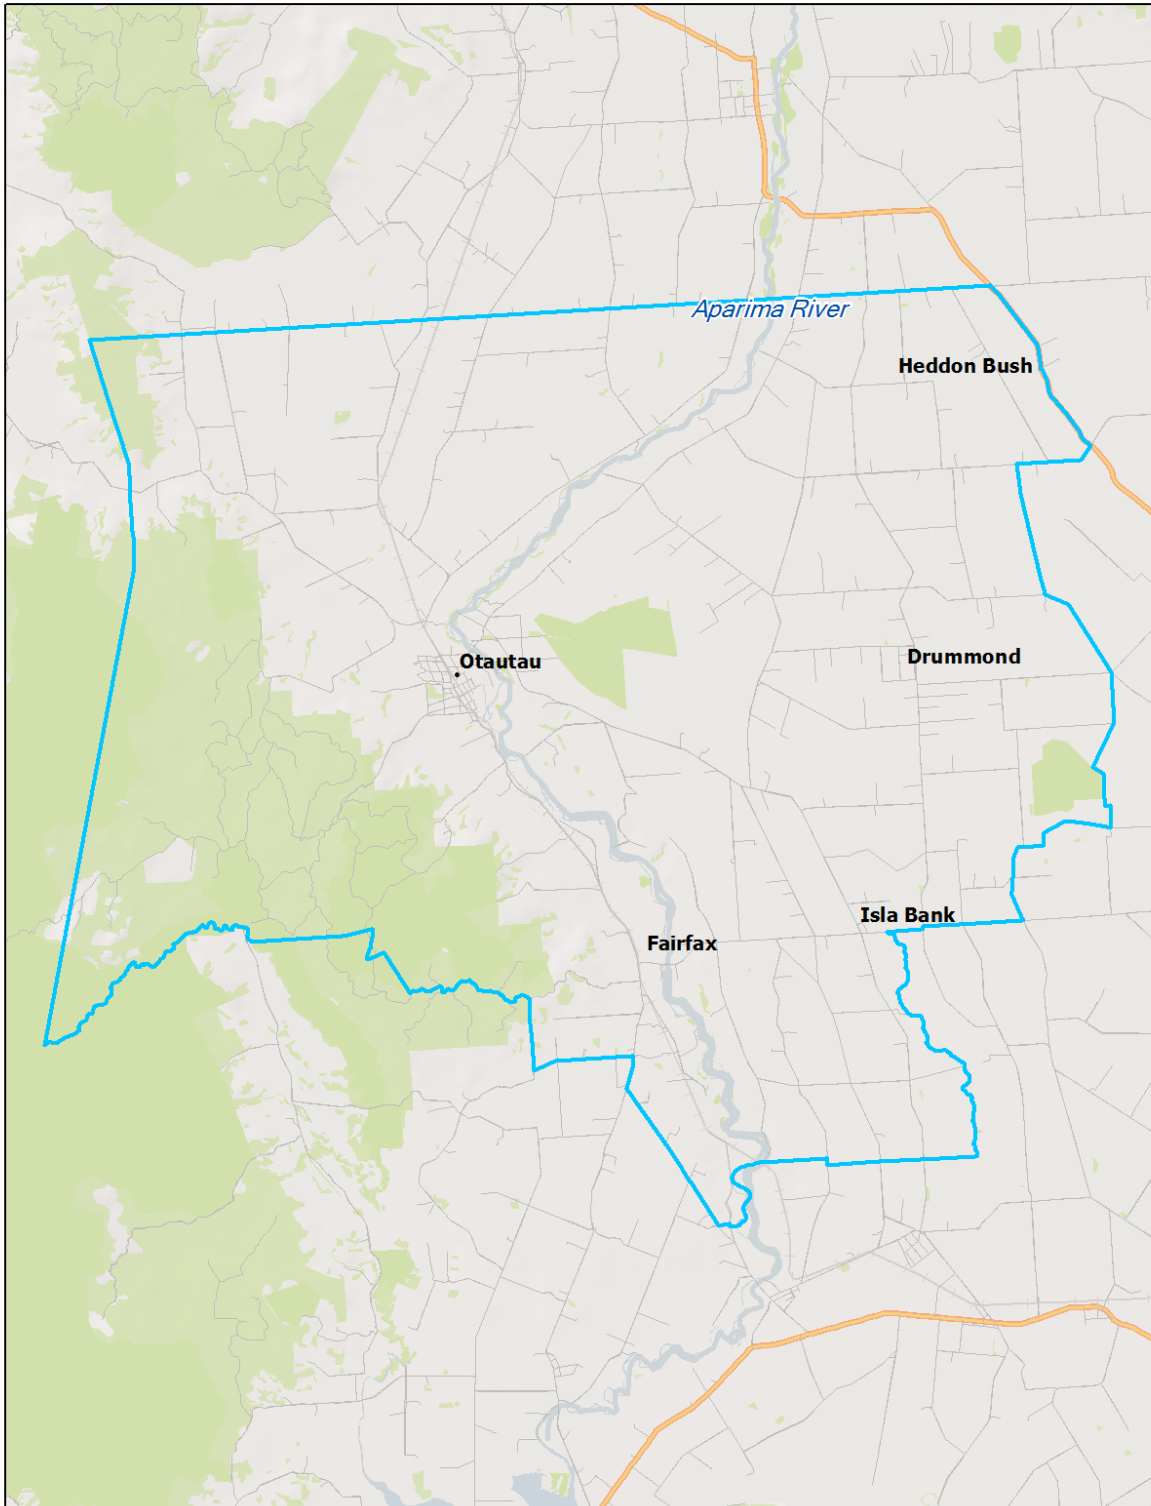 Aparima River
Heddon Bush
Drummond
Otautau
Isla Bank
Fairfax